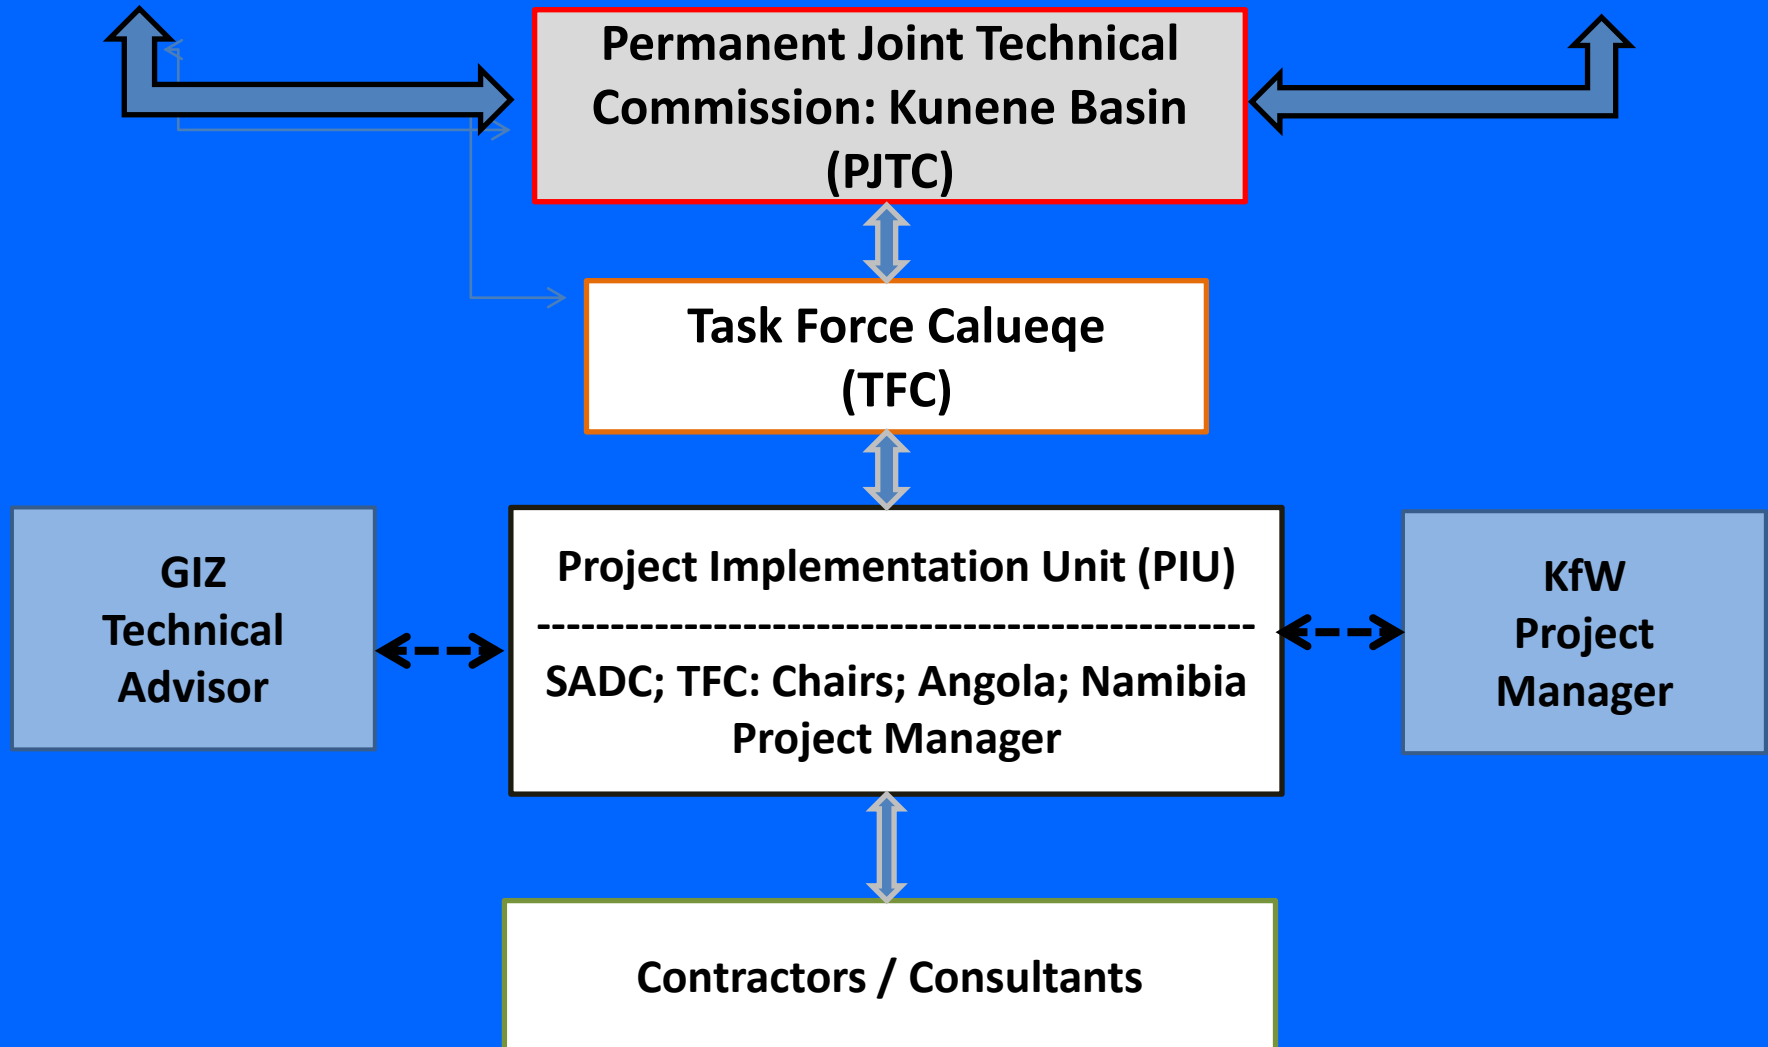 Permanent Joint Technical
Commission: Kunene Basin
(PJTC)
Task Force Calueqe
(TFC)
GIZ
Technical
Advisor
Project Implementation Unit (PIU)
-------------------------------------------------
SADC; TFC: Chairs; Angola; Namibia
Project Manager
KfW
Project
Manager
Contractors / Consultants